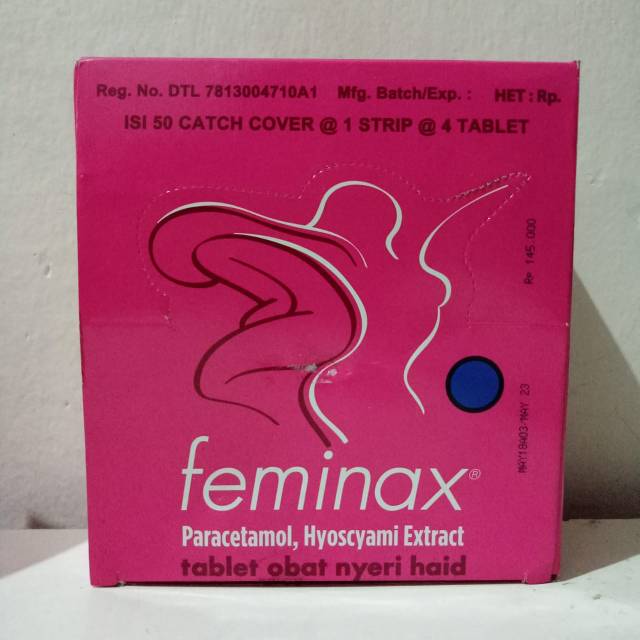 Reg. No. DTL 7813004710A1 Mfg. Batch/Exp. : HET : Rp.
ISI 50 CATCH COVER @ 1 STRIP @ 4 TABLET
Rp 145 000
MAY18A03-MAY 23
feminax®
Paracetamol, Hyoscyami Extract
tablet obat nyeri haid